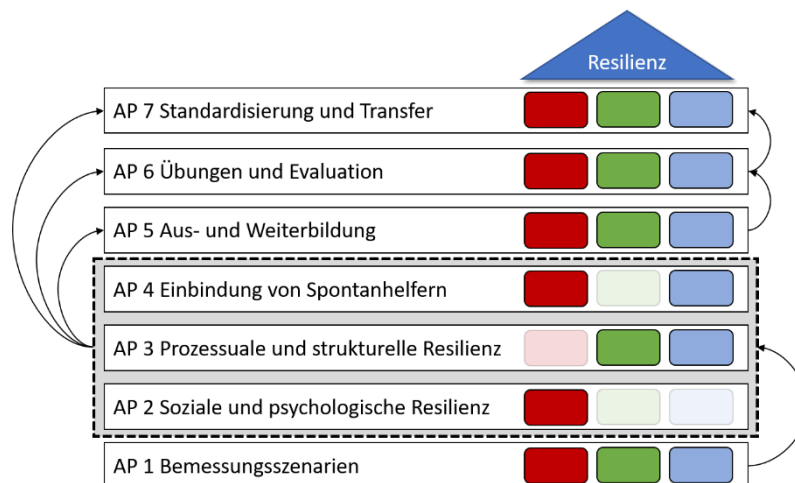 Resilienz
AP 7 Standardisierung und Transfer
AP 6 Übungen und Evaluation
AP 5 Aus- und Weiterbildung
AP 4 Einbindung von Spontanhelfern
AP 3 Prozessuale und strukturelle Resilienz
AP 2 Soziale und psychologische Resilienz
AP 1 Bemessungsszenarien